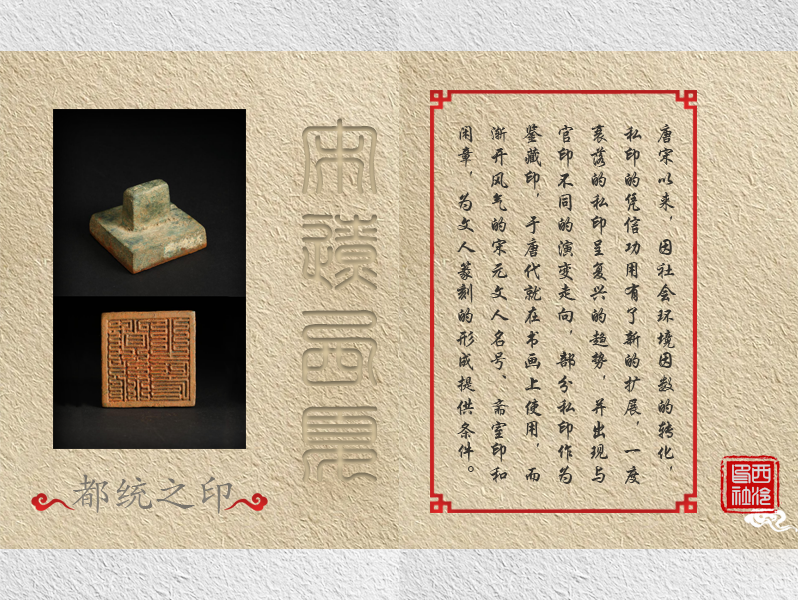 唐宋以来，因社会环境因数的转化，
私印的凭信功用有了新的扩展，一度
衰落的私印呈复兴的趋势，并出现与
官印不同的演变走向，部分私印作为
鉴藏印，于唐代就在书画上使用，而
渐开风气的宋元文人名号、斋室印和
闲章，为文人篆刻的形成提供条件。
都统之印
西泠印社